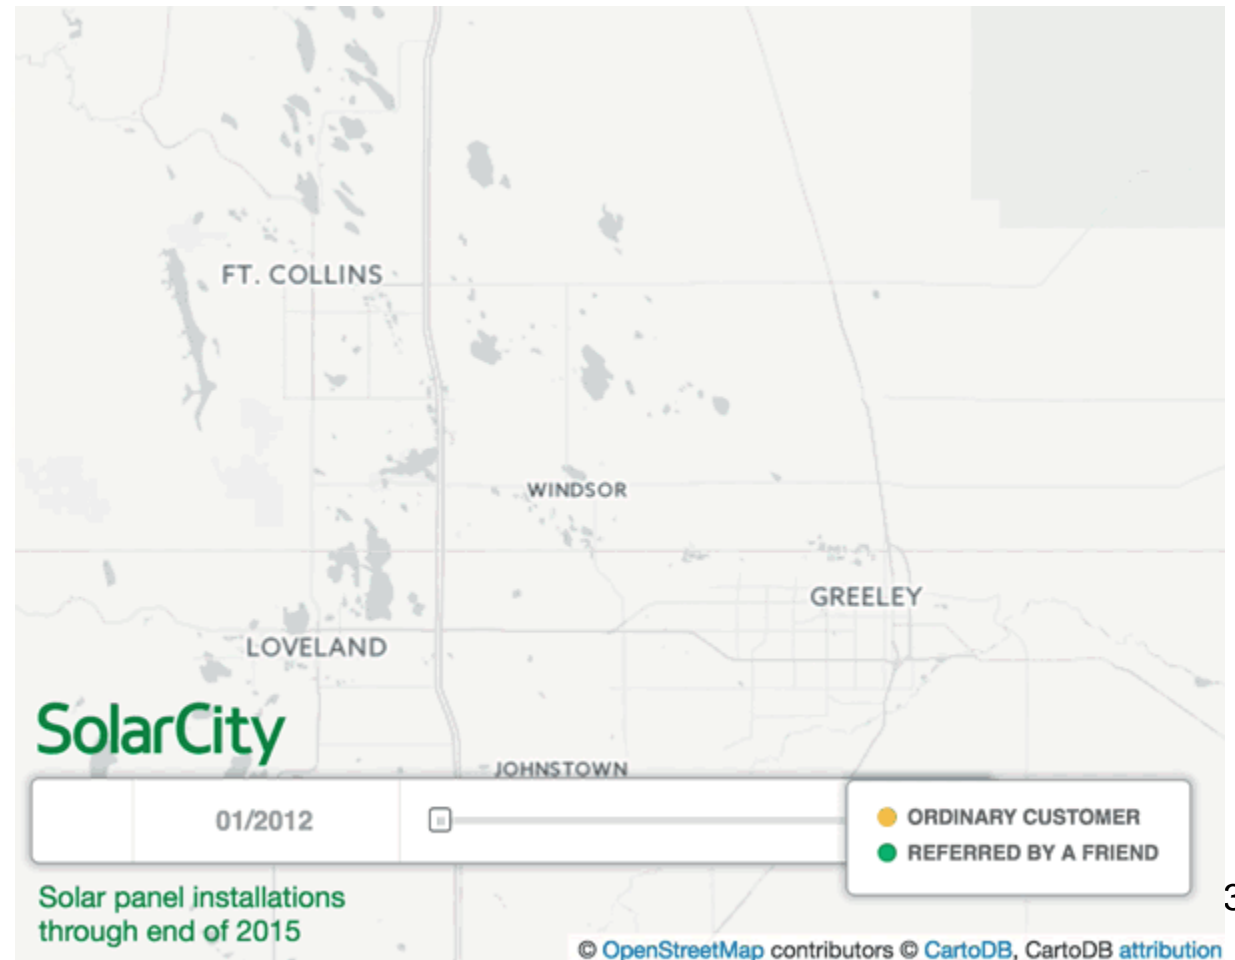 FT. COLLINS
WINDSOR
GREELEY
LOVELAND
SolarCity
JOHNSTOWN
01/2012
ORDINARY CUSTOMER
REFERRED BY A FRIEND
Solar panel installations
through end of 2015
3
© OpenStreetMap contributors © CartoDB, CartoDB attribution